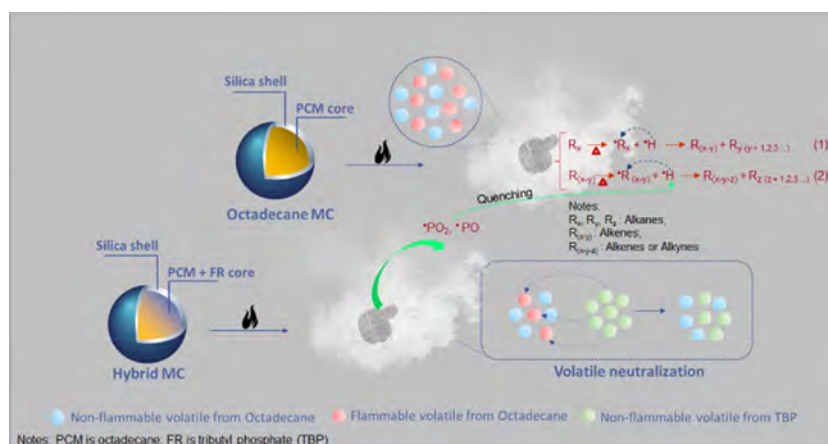 Silica shell
PCM core
Octadecane MC
Rₓ → •Rₓ + •H → R(x-y) + Ry (y = 1,2,3…) (1)
R(x-y) → •R(x-y) + •H → R(x-y-z) + Rz (z = 1,2,3…) (2)
Quenching
Notes:
Rx, Ry, Rz: Alkanes;
R(x-y): Alkenes;
R(x-y-z): Alkenes or Alkynes
•PO₂, •PO
Silica shell
PCM + FR core
Hybrid MC
Volatile neutralization
Non-flammable volatile from Octadecane
Flammable volatile from Octadecane
Non-flammable volatile from TBP
Notes: PCM is octadecane; FR is tributyl phosphate (TBP)